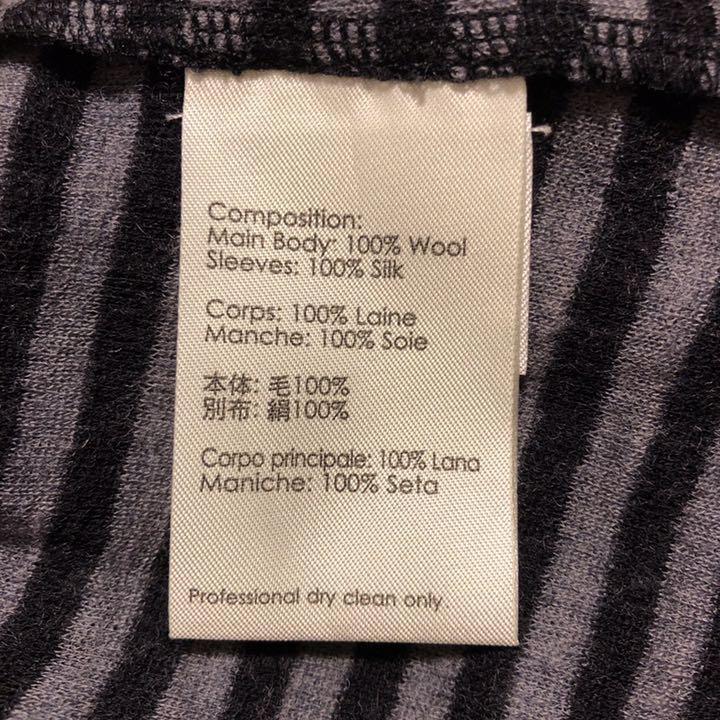 Composition:
Main Body: 100% Wool
Sleeves: 100% Silk
Corps: 100% Laine
Manche: 100% Soie
本体: 毛100%
別布: 絹100%
Corpo principale: 100% Lana
Maniche: 100% Seta
Professional dry clean only.